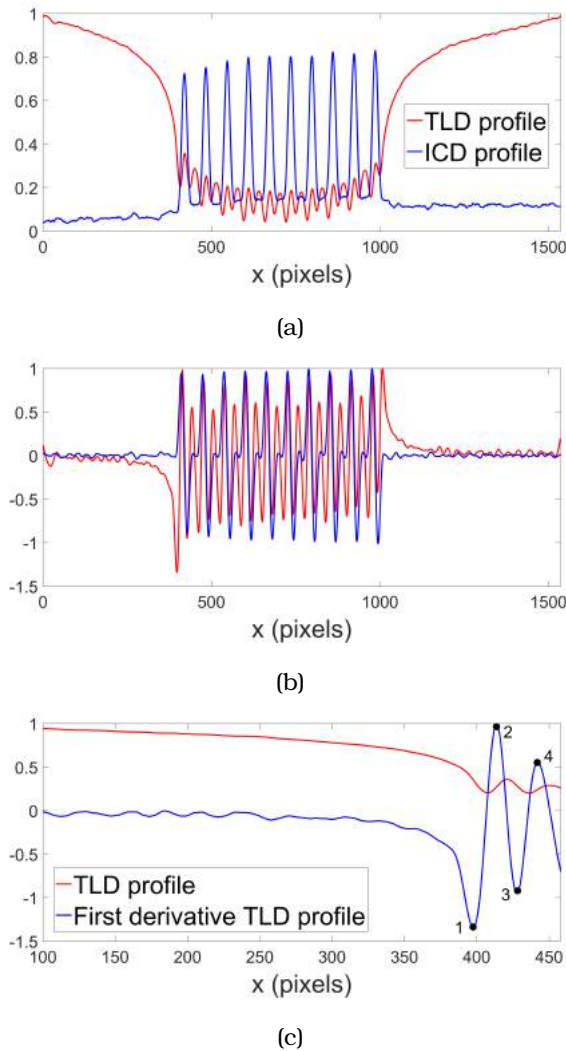 1
0.8
0.6
0.4
0.2
0
TLD profile
ICD profile
0 500 1000 1500
x (pixels)
(a)
1
0.5
0
-0.5
-1
-1.5
0 500 1000 1500
x (pixels)
(b)
1
0.5
0
-0.5
-1
-1.5
2
4
3
1
TLD profile
First derivative TLD profile
100 150 200 250 300 350 400 450
x (pixels)
(c)